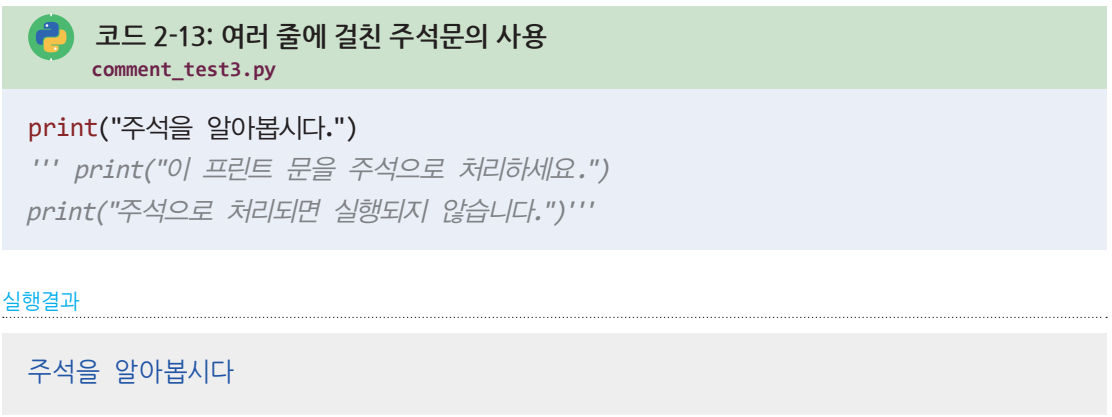 코드 2-13: 여러 줄에 걸친 주석문의 사용
comment_test3.py
print("주석을 알아봅시다.")
''' print("이 프린트 문을 주석으로 처리하세요.")
print("주석으로 처리되면 실행되지 않습니다.")'''
실행결과
주석을 알아봅시다